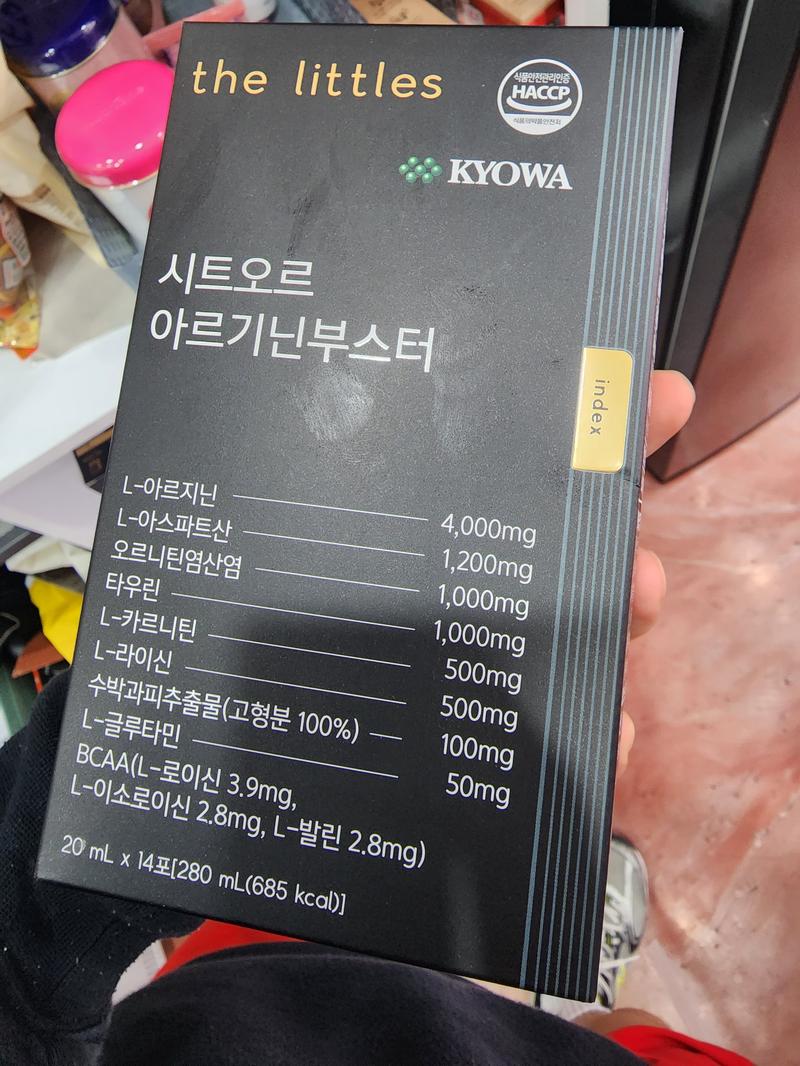 the littles
식품안전관리인증
HACCP
식품의약품안전처
KYOWA
시트오르
아르기닌부스터
index
L-아르지닌 4,000mg
L-아스파트산 1,200mg
오르니틴염산염 1,000mg
타우린 1,000mg
L-카르니틴 500mg
L-라이신 500mg
수박과피추출물(고형분 100%) 100mg
L-글루타민 50mg
BCAA(L-로이신 3.9mg,
L-이소로이신 2.8mg, L-발린 2.8mg)
20 mL x 14포[280 mL(685 kcal)]